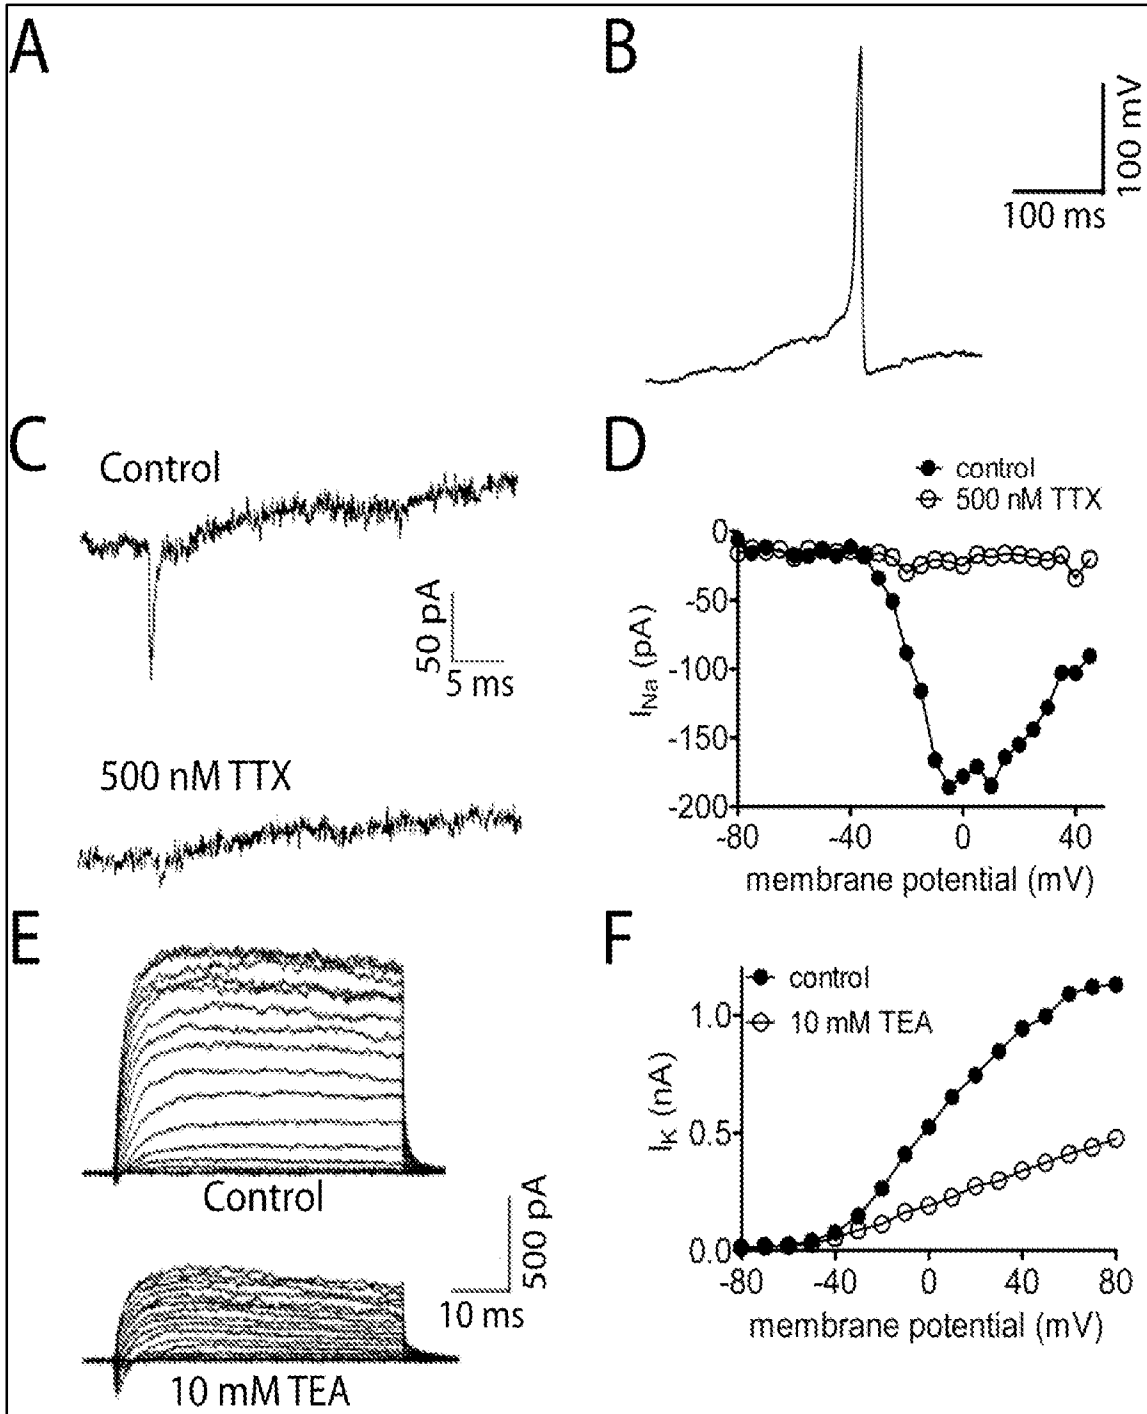 A
B
100 mV
100 ms
C
Control
50 pA
5 ms
500 nM TTX
D
control
500 nM TTX
0
-50
-100
-150
-200
I_Na (pA)
-80
-40
0
40
membrane potential (mV)
E
Control
500 pA
10 ms
10 mM TEA
F
control
10 mM TEA
1.0
0.5
0.0
I_K (nA)
-80
-40
0
40
80
membrane potential (mV)